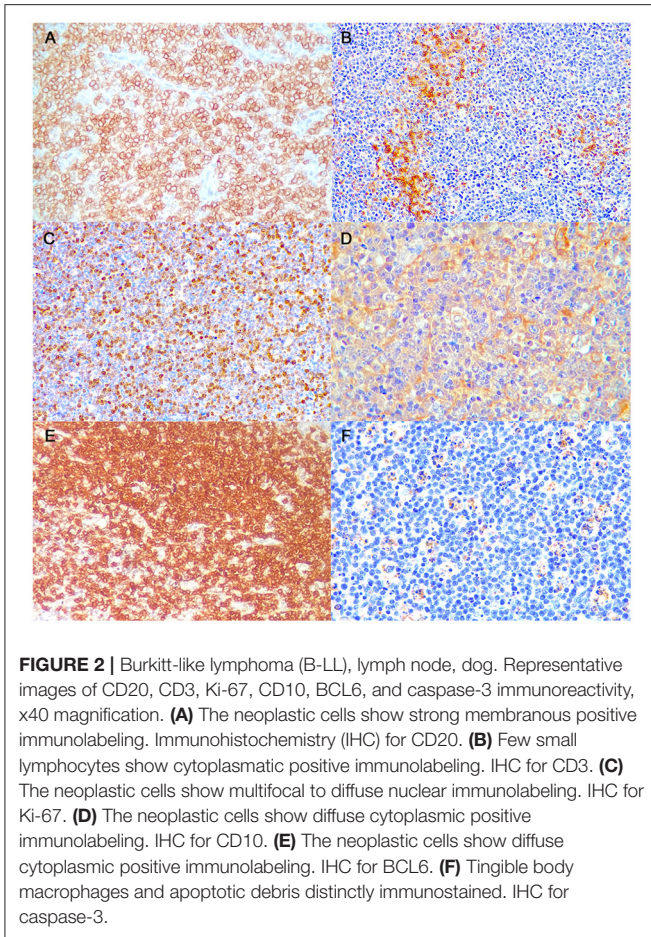 A
B
C
D
E
F
FIGURE 2 | Burkitt-like lymphoma (B-LL), lymph node, dog. Representative
images of CD20, CD3, Ki-67, CD10, BCL6, and caspase-3 immunoreactivity,
x40 magnification. (A) The neoplastic cells show strong membranous positive
immunolabeling. Immunohistochemistry (IHC) for CD20. (B) Few small
lymphocytes show cytoplasmatic positive immunolabeling. IHC for CD3. (C)
The neoplastic cells show multifocal to diffuse nuclear immunolabeling. IHC for
Ki-67. (D) The neoplastic cells show diffuse cytoplasmic positive
immunolabeling. IHC for CD10. (E) The neoplastic cells show diffuse
cytoplasmic positive immunolabeling. IHC for BCL6. (F) Tingible body
macrophages and apoptotic debris distinctly immunostained. IHC for
caspase-3.